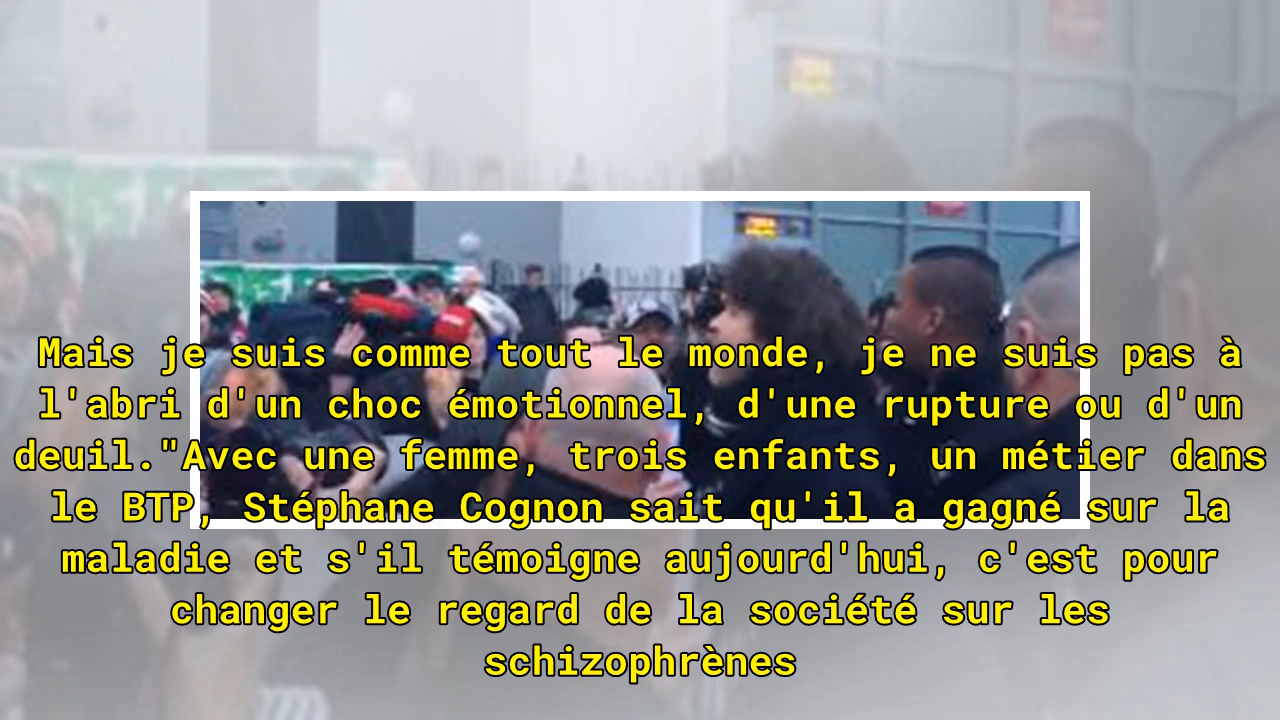 Mais je suis comme tout le monde, je ne suis pas à
l'abri d'un choc émotionnel, d'une rupture ou d'un
deuil."Avec une femme, trois enfants, un métier dans
le BTP, Stéphane Cognon sait qu'il a gagné sur la
maladie et s'il témoigne aujourd'hui, c'est pour
changer le regard de la société sur les
schizophrènes